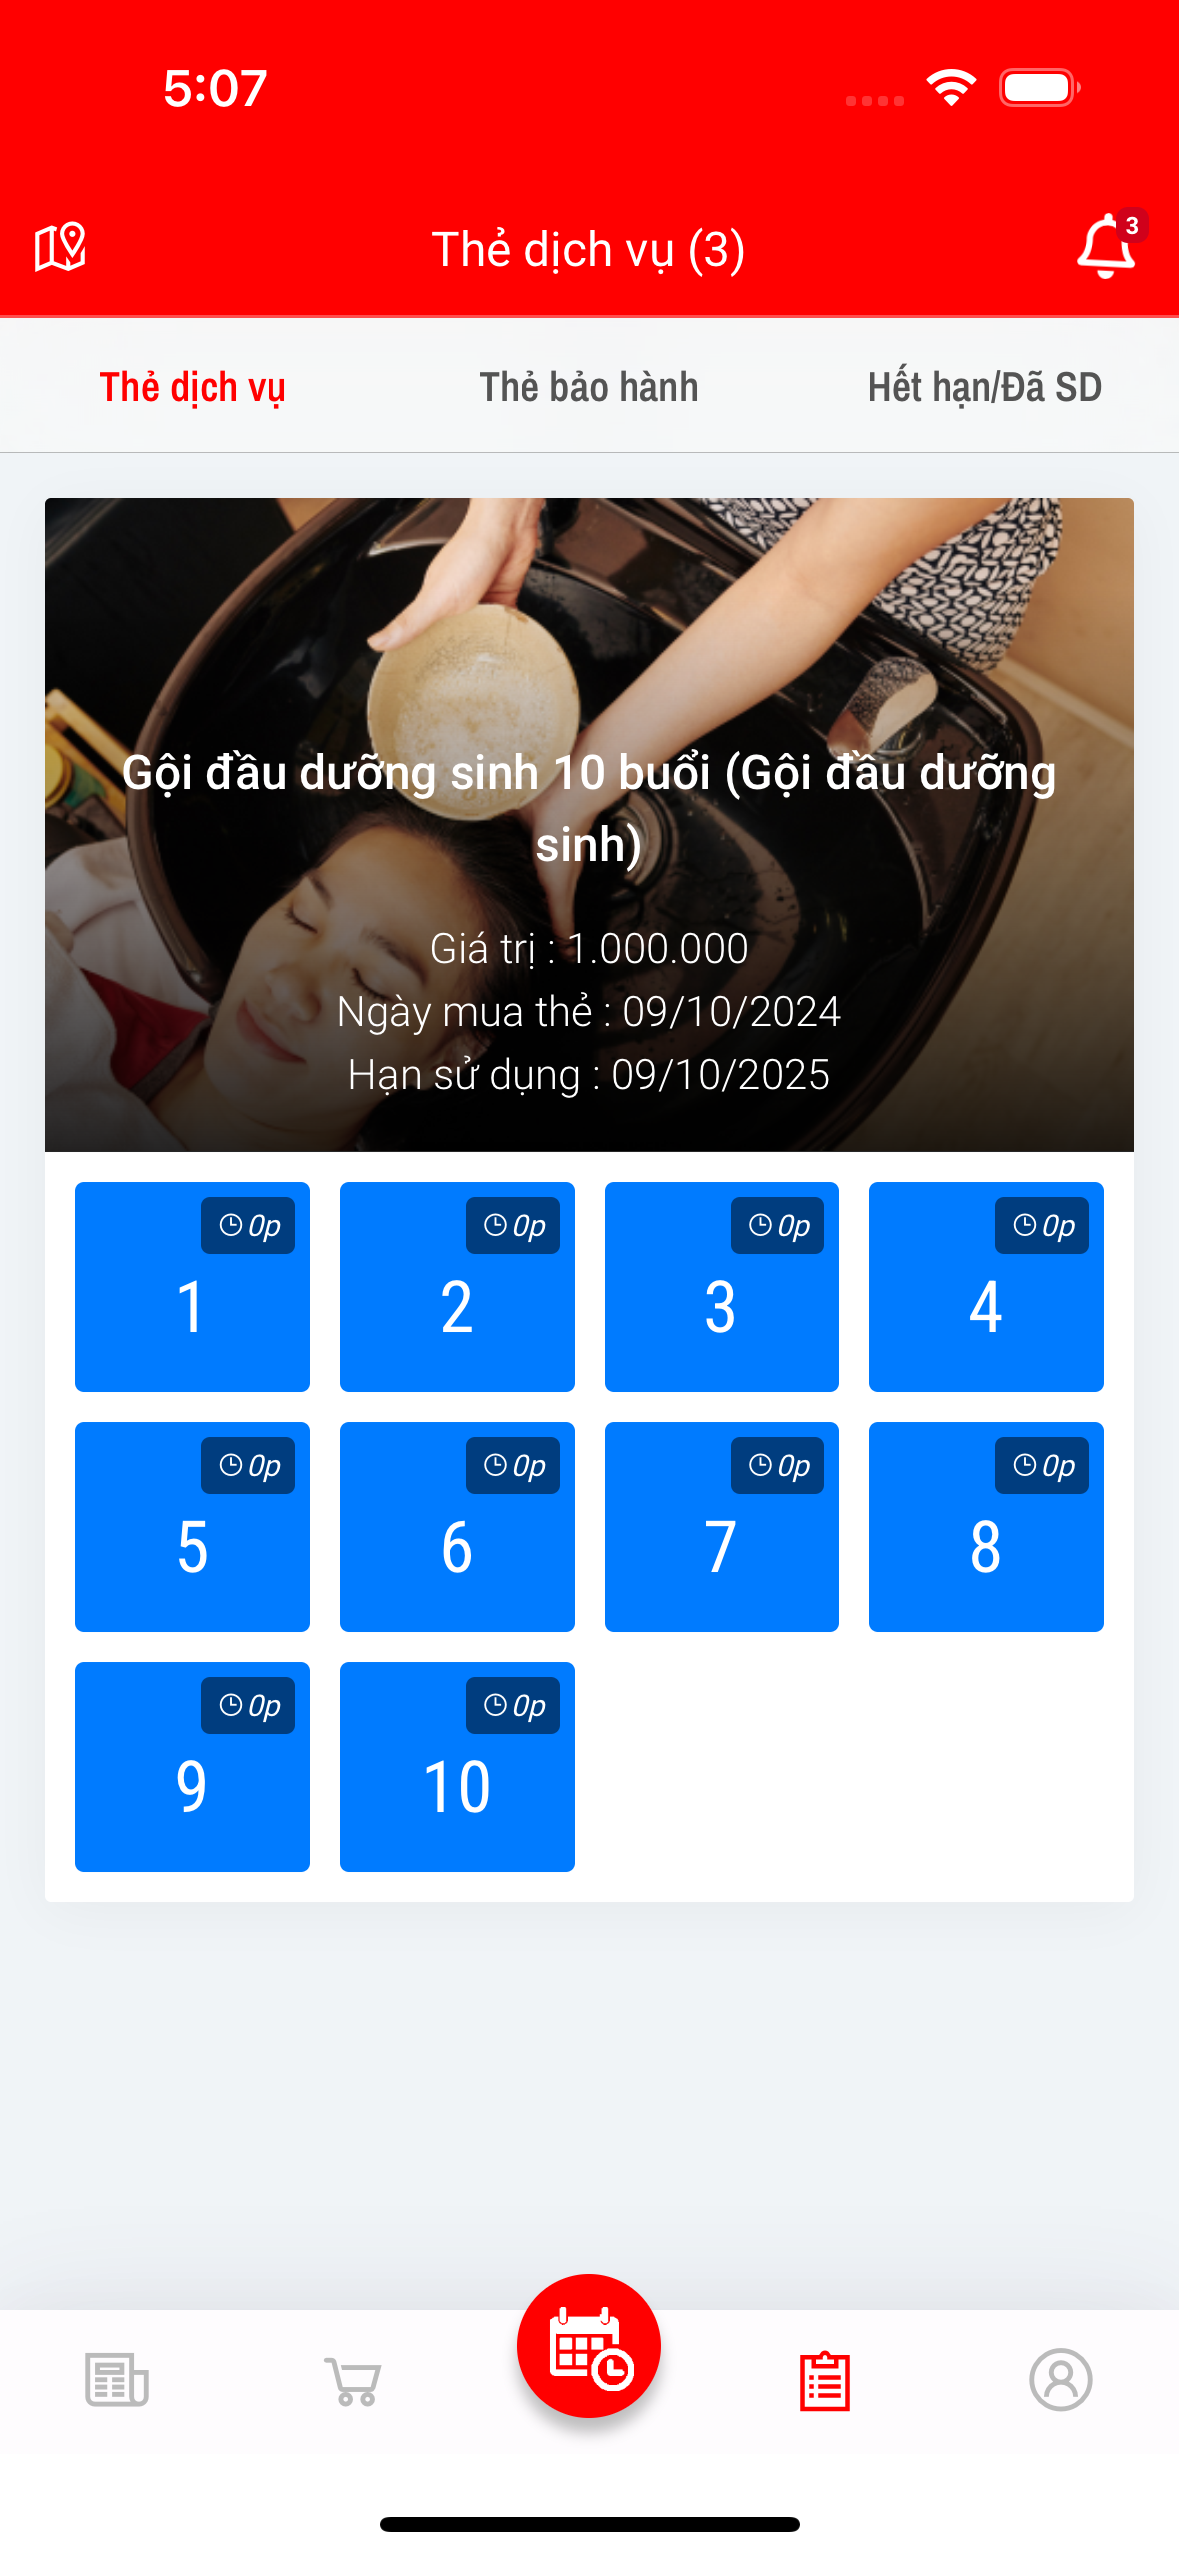 5:07
Thẻ dịch vụ (3)
3
Thẻ dịch vụ
Thẻ bảo hành
Hết hạn/Đã SD
Gội đầu dưỡng sinh 10 buổi (Gội đầu dưỡng
sinh)
Giá trị : 1.000.000
Ngày mua thẻ : 09/10/2024
Hạn sử dụng : 09/10/2025
0p
1
0p
2
0p
3
0p
4
0p
5
0p
6
0p
7
0p
8
0p
9
0p
10